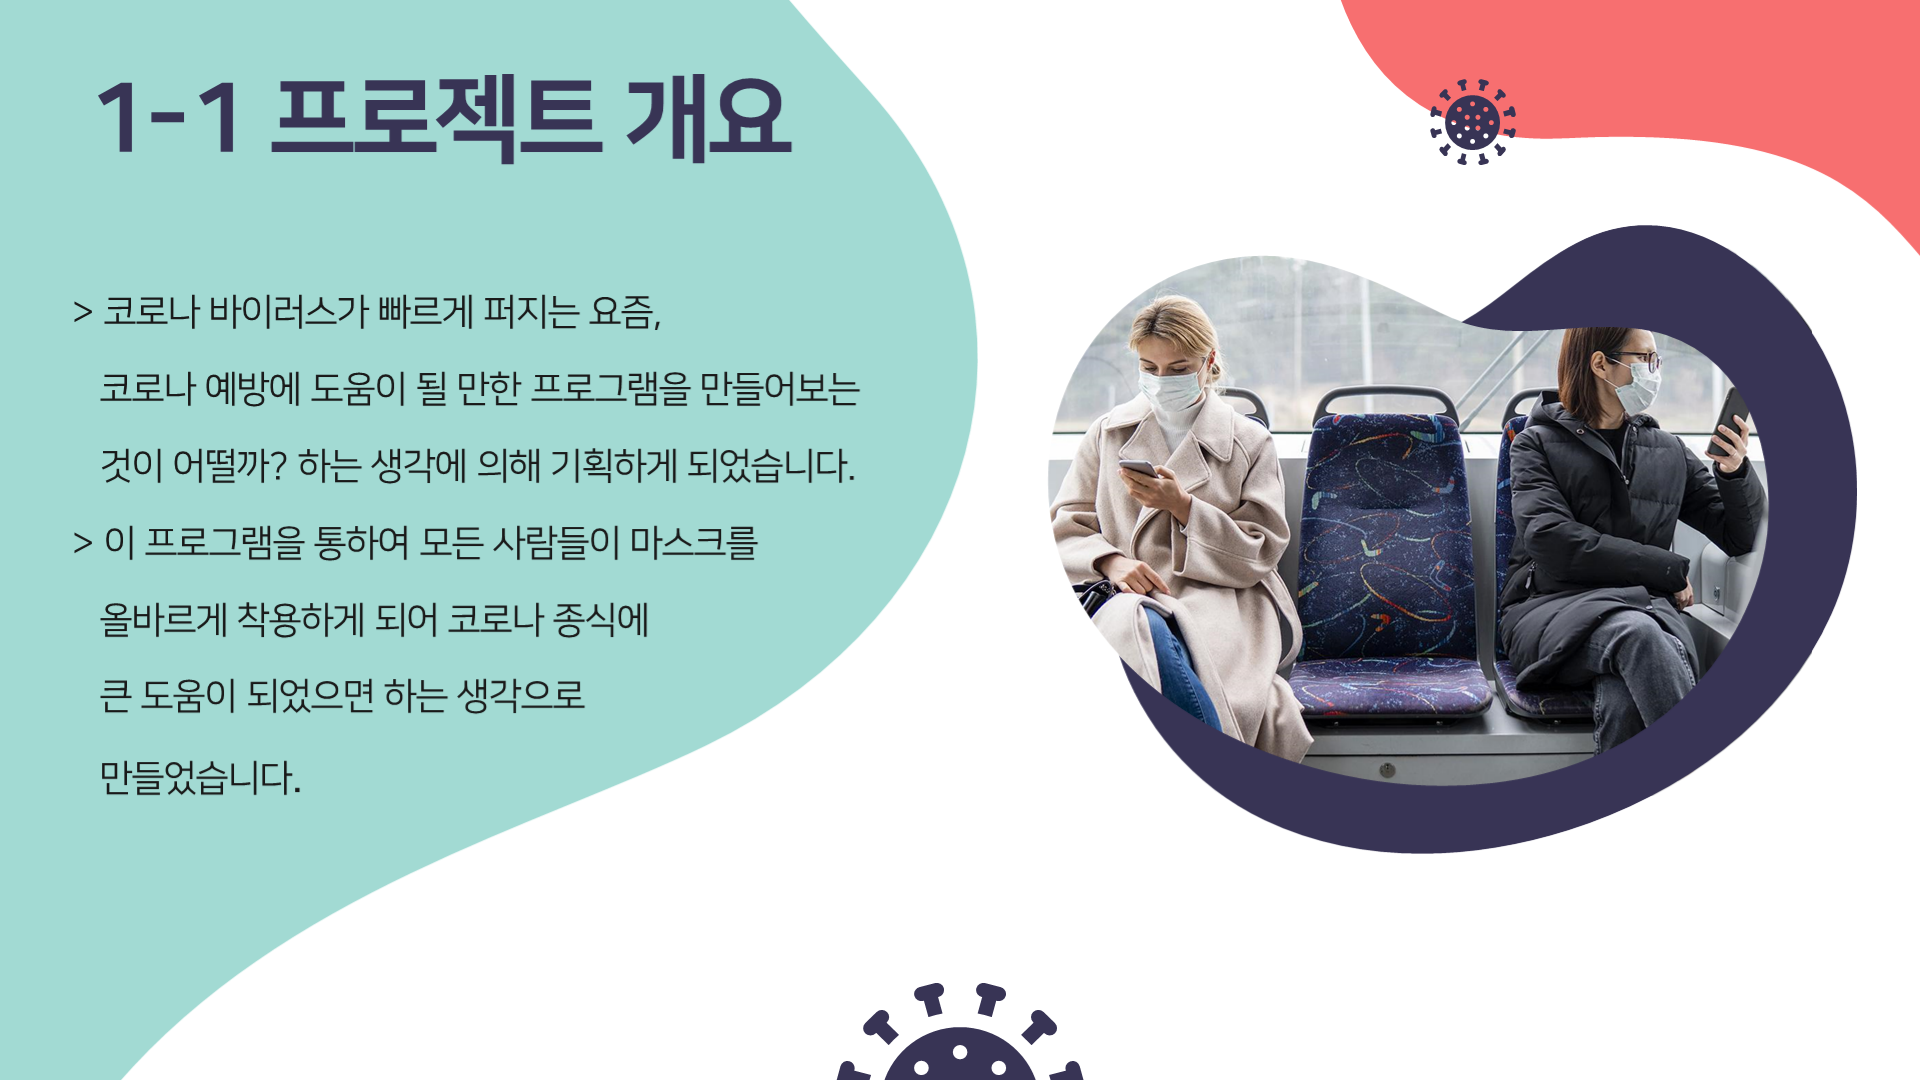 1-1 프로젝트 개요
> 코로나 바이러스가 빠르게 퍼지는 요즘,
코로나 예방에 도움이 될 만한 프로그램을 만들어보는
것이 어떨까? 하는 생각에 의해 기획하게 되었습니다.
> 이 프로그램을 통하여 모든 사람들이 마스크를
올바르게 착용하게 되어 코로나 종식에
큰 도움이 되었으면 하는 생각으로
만들었습니다.